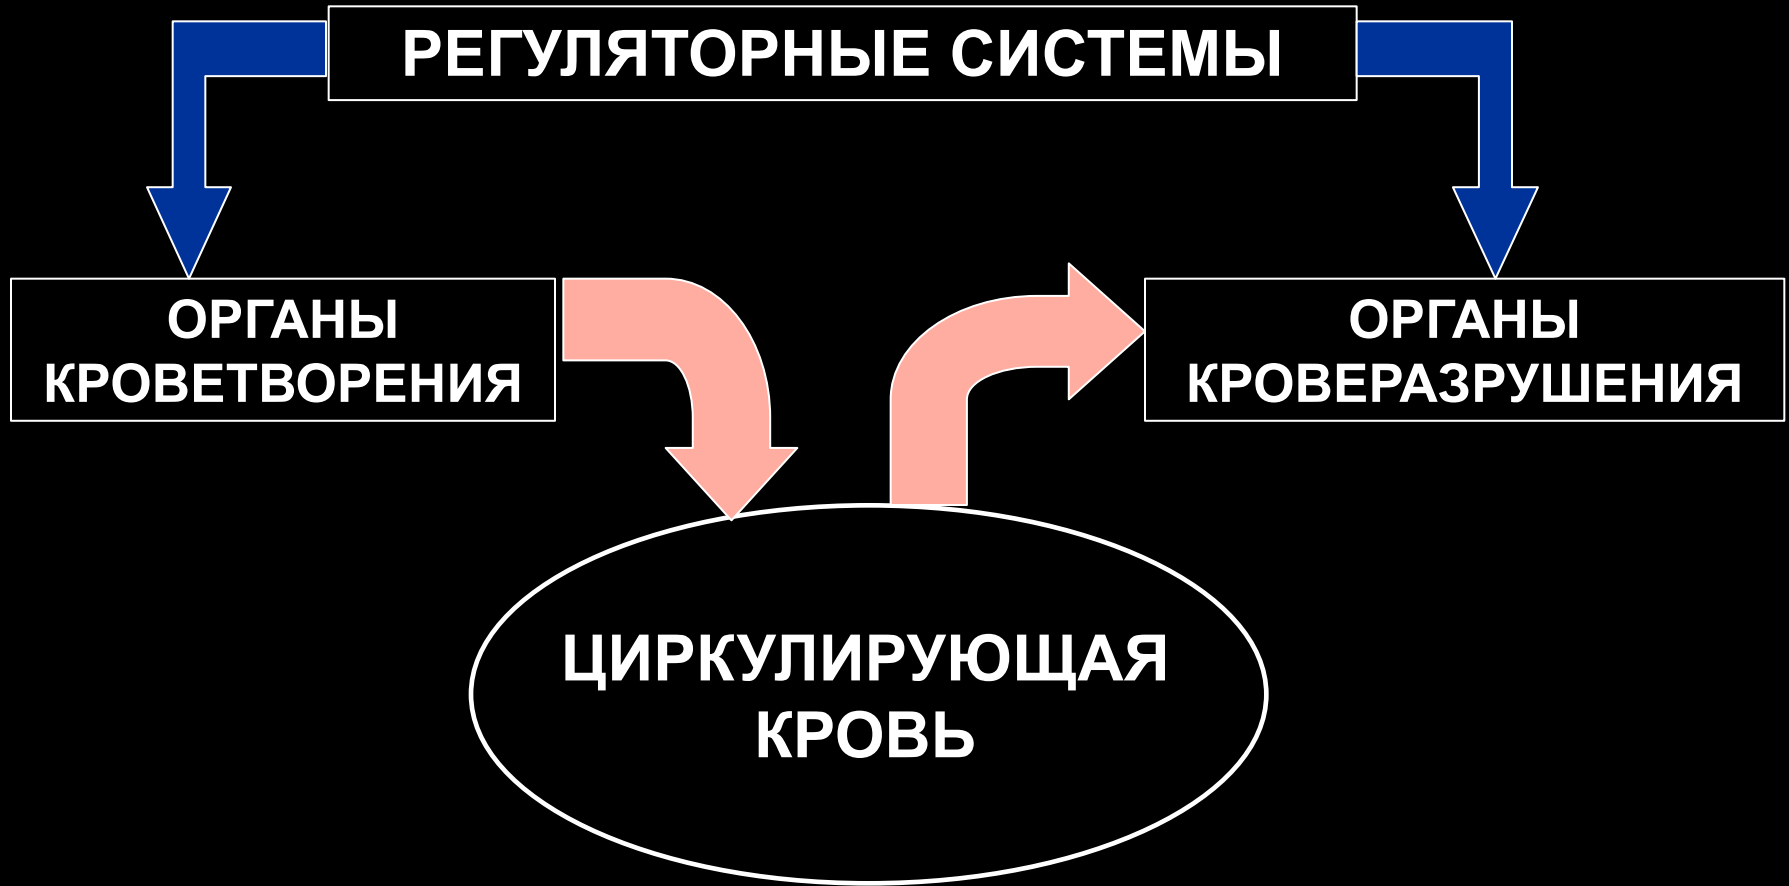 РЕГУЛЯТОРНЫЕ СИСТЕМЫ
ОРГАНЫ
КРОВЕТВОРЕНИЯ
ОРГАНЫ
КРОВЕРАЗРУШЕНИЯ
ЦИРКУЛИРУЮЩАЯ
КРОВЬ